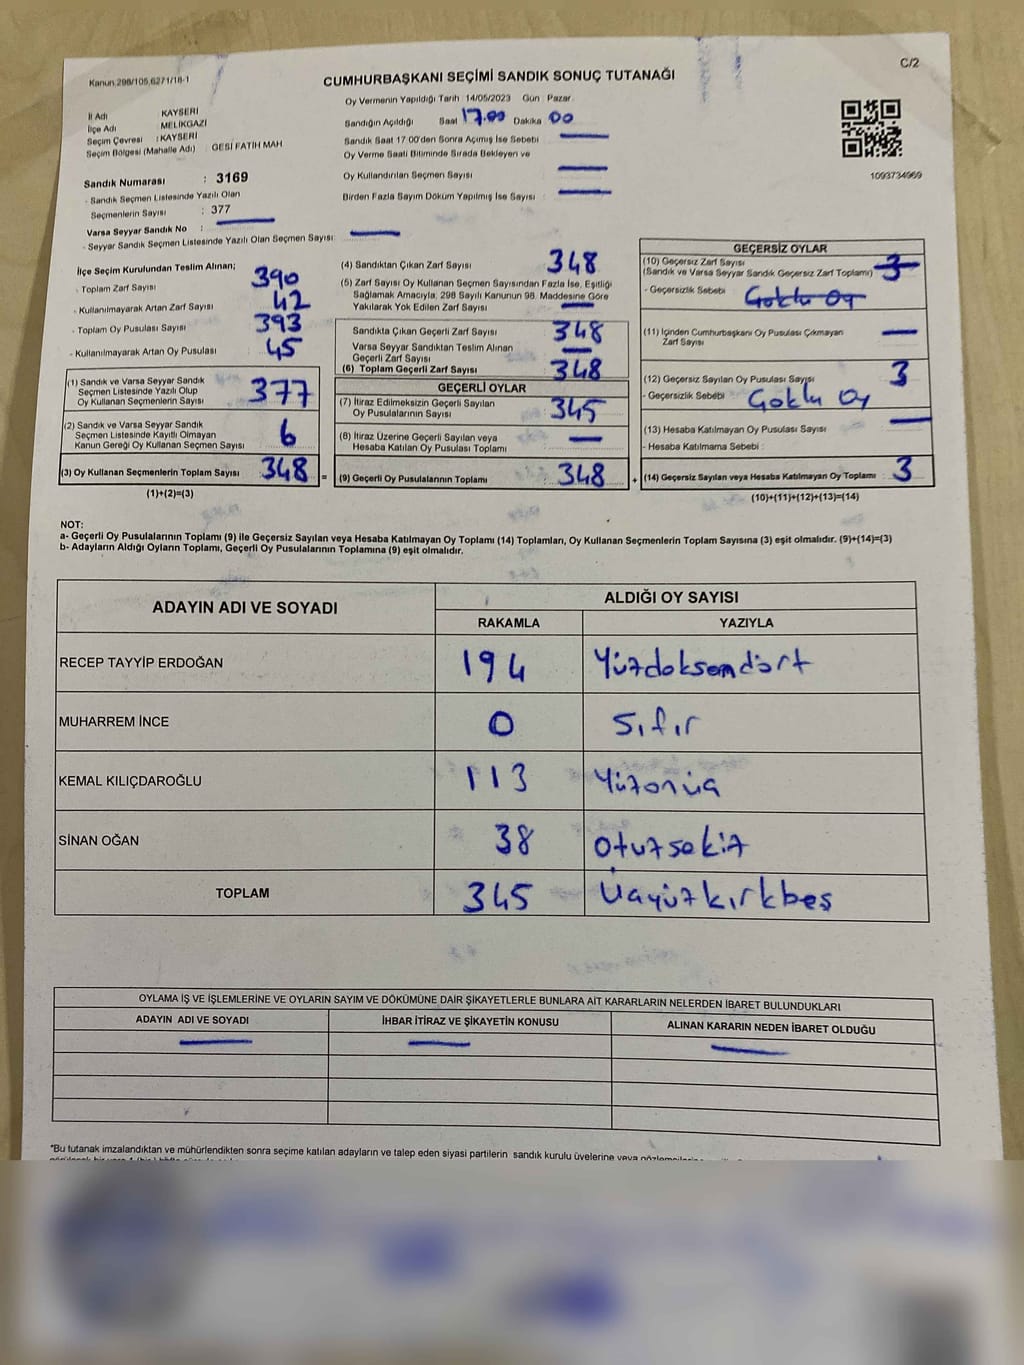 C/2
Kanun.298/105,6271/18-1
CUMHURBAŞKANI SEÇİMİ SANDIK SONUÇ TUTANAĞI
İl Adı : KAYSERİ
İlçe Adı : MELİKGAZİ
Seçim Çevresi : KAYSERİ
Seçim Bölgesi (Mahalle Adı) : GESİ FATİH MAH
Oy Vermenin Yapıldığı Tarih 14/05/2023 Gün Pazar
Sandığın Açıldığı Saat 17.00 Dakika 00
Sandık Saat 17 00'den Sonra Açımış İse Sebebi
Oy Verme Saati Bitiminde Sırada Bekleyen ve
Oy Kullandırılan Seçmen Sayısı
Birden Fazla Sayım Döküm Yapılmış İse Sayısı :
1093734969
Sandık Numarası : 3169
- Sandık Seçmen Listesinde Yazılı Olan
Seçmenlerin Sayısı : 377
Varsa Seyyar Sandık No :
- Seyyar Sandık Seçmen Listesinde Yazılı Olan Seçmen Sayısı:
İlçe Seçim Kurulundan Teslim Alınan;
- Toplam Zarf Sayısı 390
- Kullanılmayarak Artan Zarf Sayısı 42
- Toplam Oy Pusulası Sayısı 393
- Kullanılmayarak Artan Oy Pusulası 45
(1) Sandık ve Varsa Seyyar Sandık
Seçmen Listesinde Yazılı Olup
Oy Kullanan Seçmenlerin Sayısı 377
(2) Sandık ve Varsa Seyyar Sandık
Seçmen Listesinde Kayıtlı Olmayan
Kanun Gereği Oy Kullanan Seçmen Sayısı 6
(3) Oy Kullanan Seçmenlerin Toplam Sayısı 348 =
(1)+(2)=(3)
(4) Sandıktan Çıkan Zarf Sayısı 348
(5) Zarf Sayısı Oy Kullanan Seçmen Sayısından Fazla İse, Eşitliği
Sağlamak Amacıyla, 298 Sayılı Kanunun 98. Maddesine Göre
Yakılarak Yok Edilen Zarf Sayısı
Sandıkta Çıkan Geçerli Zarf Sayısı 348
Varsa Seyyar Sandıktan Teslim Alınan
Geçerli Zarf Sayısı
(6) Toplam Geçerli Zarf Sayısı 348
GEÇERLİ OYLAR
(7) İtiraz Edilmeksizin Geçerli Sayılan
Oy Pusulalarının Sayısı 345
(8) İtiraz Üzerine Geçerli Sayılan veya
Hesaba Katılan Oy Pusulası Toplamı
(9) Geçerli Oy Pusulalarının Toplamı 348 +
GEÇERSİZ OYLAR
(10) Geçersiz Zarf Sayısı
(Sandık ve Varsa Seyyar Sandık Geçersiz Zarf Toplamı) 3
- Geçersizlik Sebebi Goklu Oy
(11) İçinden Cumhurbaşkanı Oy Pusulası Çıkmayan
Zarf Sayısı
(12) Geçersiz Sayılan Oy Pusulası Sayısı 3
- Geçersizlik Sebebi Goklu Oy
(13) Hesaba Katılmayan Oy Pusulası Sayısı
- Hesaba Katılmama Sebebi :
(14) Geçersiz Sayılan veya Hesaba Katılmayan Oy Toplamı 3
(10)+(11)+(12)+(13)=(14)
NOT:
a- Geçerli Oy Pusulalarının Toplamı (9) ile Geçersiz Sayılan veya Hesaba Katılmayan Oy Toplamı (14) Toplamları, Oy Kullanan Seçmenlerin Toplam Sayısına (3) eşit olmalıdır. (9)+(14)=(3)
b- Adayların Aldığı Oyların Toplamı, Geçerli Oy Pusulalarının Toplamına (9) eşit olmalıdır.
ADAYIN ADI VE SOYADI
ALDIĞI OY SAYISI
RAKAMLA YAZIYLA
RECEP TAYYİP ERDOĞAN 194 Yüzdoksandört
MUHARREM İNCE 0 Sıfır
KEMAL KILIÇDAROĞLU 113 Yüzonüç
SİNAN OĞAN 38 Otuzsekiz
TOPLAM 345 Üçyüzkırkbeş
OYLAMA İŞ VE İŞLEMLERİNE VE OYLARIN SAYIM VE DÖKÜMÜNE DAİR ŞİKAYETLERLE BUNLARA AİT KARARLARIN NELERDEN İBARET BULUNDUKLARI
ADAYIN ADI VE SOYADI İHBAR İTİRAZ VE ŞİKAYETİN KONUSU ALINAN KARARIN NEDEN İBARET OLDUĞU
*Bu tutanak imzalandıktan ve mühürlendikten sonra seçime katılan adayların ve talep eden siyasi partilerin sandık kurulu üyelerine veya